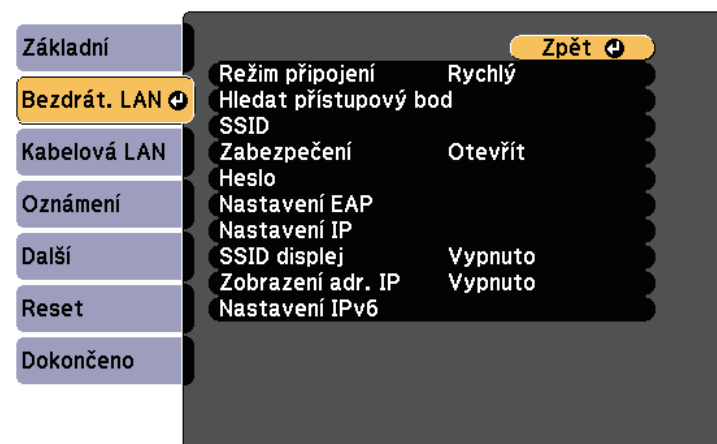 Základní
Bezdrát. LAN
Kabelová LAN
Oznámení
Další
Reset
Dokončeno
Zpět
Režim připojení Rychlý
Hledat přístupový bod
SSID
Zabezpečení Otevřít
Heslo
Nastavení EAP
Nastavení IP
SSID displej Vypnuto
Zobrazení adr. IP Vypnuto
Nastavení IPv6